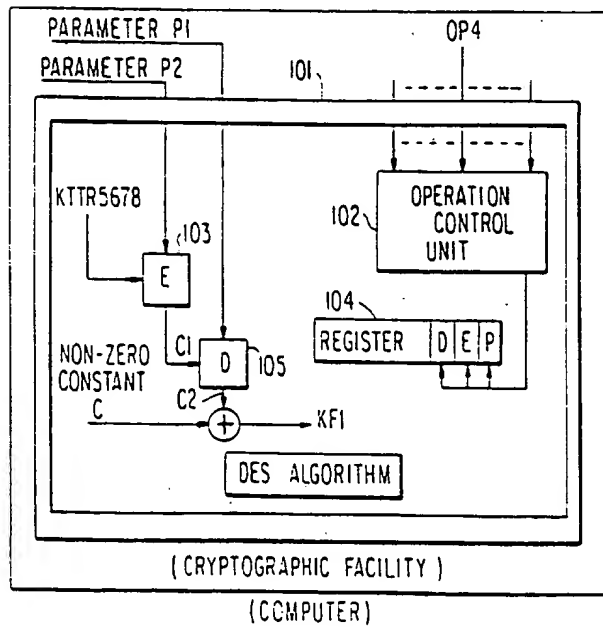 PARAMETER P1
OP4
PARAMETER P2
101
KTTR5678
103
E
OPERATION
CONTROL
UNIT
102
104
REGISTER D E P
NON-ZERO
CONSTANT
C1
D
105
C
C2
+
KF1
DES ALGORITHM
(CRYPTOGRAPHIC FACILITY)
(COMPUTER)